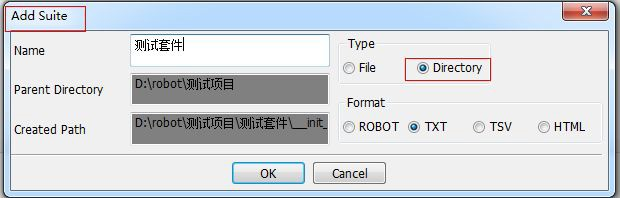 Add Suite
Name
测试套件
Type
File
Directory
Parent Directory
D:\robot\测试项目
Format
Created Path
D:\robot\测试项目\测试套件\__init_
ROBOT
TXT
TSV
HTML
OK
Cancel